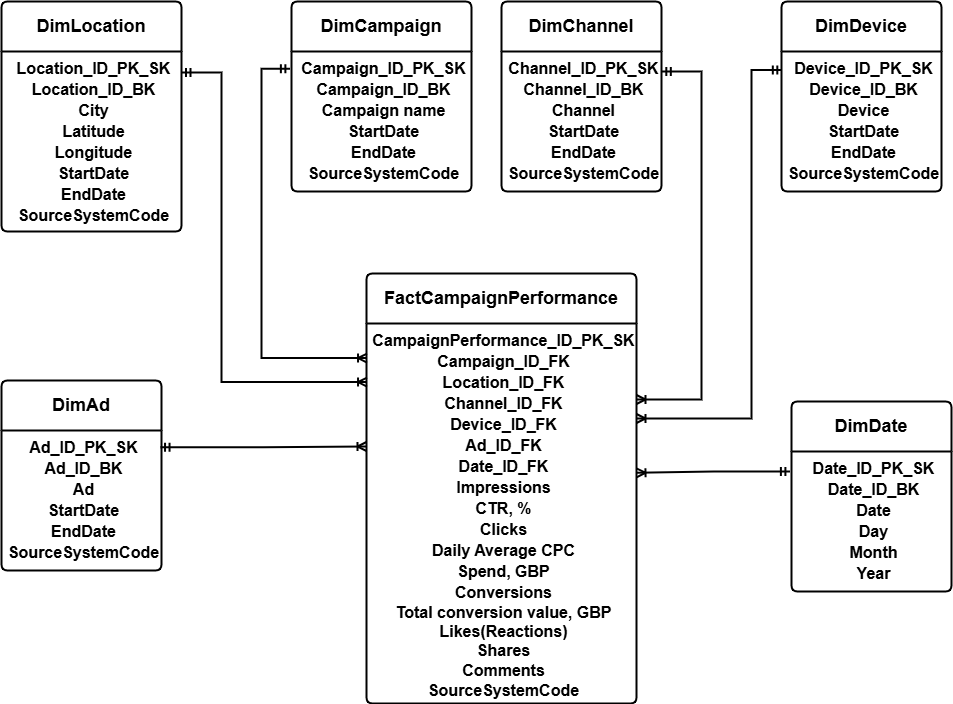 DimLocation
Location_ID_PK_SK
Location_ID_BK
City
Latitude
Longitude
StartDate
EndDate
SourceSystemCode
DimCampaign
Campaign_ID_PK_SK
Campaign_ID_BK
Campaign name
StartDate
EndDate
SourceSystemCode
DimChannel
Channel_ID_PK_SK
Channel_ID_BK
Channel
StartDate
EndDate
SourceSystemCode
DimDevice
Device_ID_PK_SK
Device_ID_BK
Device
StartDate
EndDate
SourceSystemCode
FactCampaignPerformance
CampaignPerformance_ID_PK_SK
Campaign_ID_FK
Location_ID_FK
Channel_ID_FK
Device_ID_FK
Ad_ID_FK
Date_ID_FK
Impressions
CTR, %
Clicks
Daily Average CPC
Spend, GBP
Conversions
Total conversion value, GBP
Likes(Reactions)
Shares
Comments
SourceSystemCode
DimAd
Ad_ID_PK_SK
Ad_ID_BK
Ad
StartDate
EndDate
SourceSystemCode
DimDate
Date_ID_PK_SK
Date_ID_BK
Date
Day
Month
Year